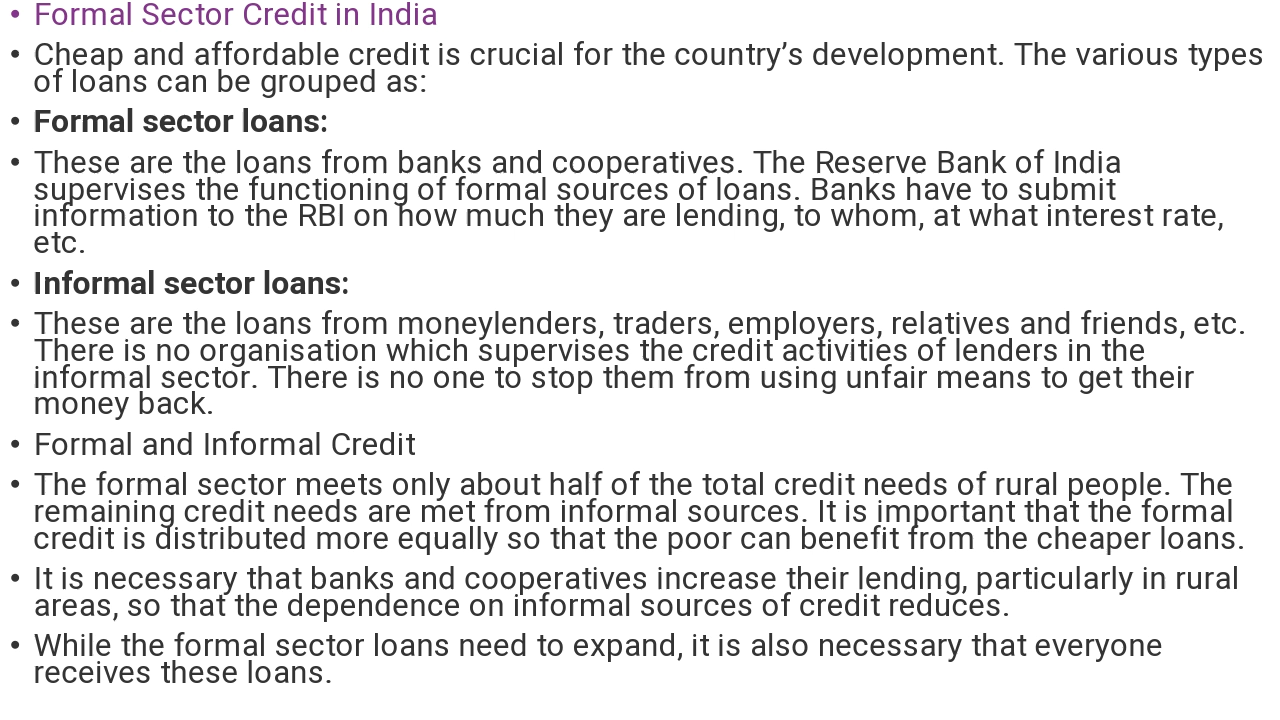 • Formal Sector Credit in India
• Cheap and affordable credit is crucial for the country’s development. The various types
of loans can be grouped as:
• Formal sector loans:
• These are the loans from banks and cooperatives. The Reserve Bank of India
supervises the functioning of formal sources of loans. Banks have to submit
information to the RBI on how much they are lending, to whom, at what interest rate,
etc.
• Informal sector loans:
• These are the loans from moneylenders, traders, employers, relatives and friends, etc.
There is no organisation which supervises the credit activities of lenders in the
informal sector. There is no one to stop them from using unfair means to get their
money back.
• Formal and Informal Credit
• The formal sector meets only about half of the total credit needs of rural people. The
remaining credit needs are met from informal sources. It is important that the formal
credit is distributed more equally so that the poor can benefit from the cheaper loans.
• It is necessary that banks and cooperatives increase their lending, particularly in rural
areas, so that the dependence on informal sources of credit reduces.
• While the formal sector loans need to expand, it is also necessary that everyone
receives these loans.